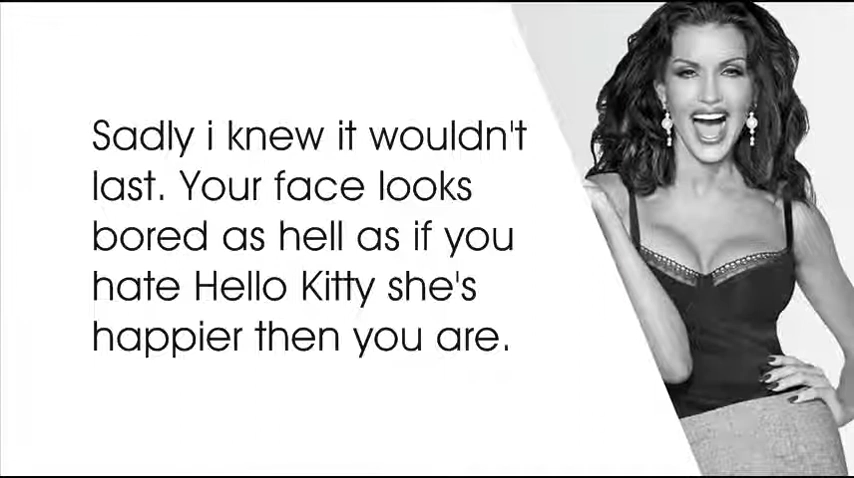 Sadly i knew it wouldn't
last. Your face looks
bored as hell as if you
hate Hello Kitty she's
happier then you are.